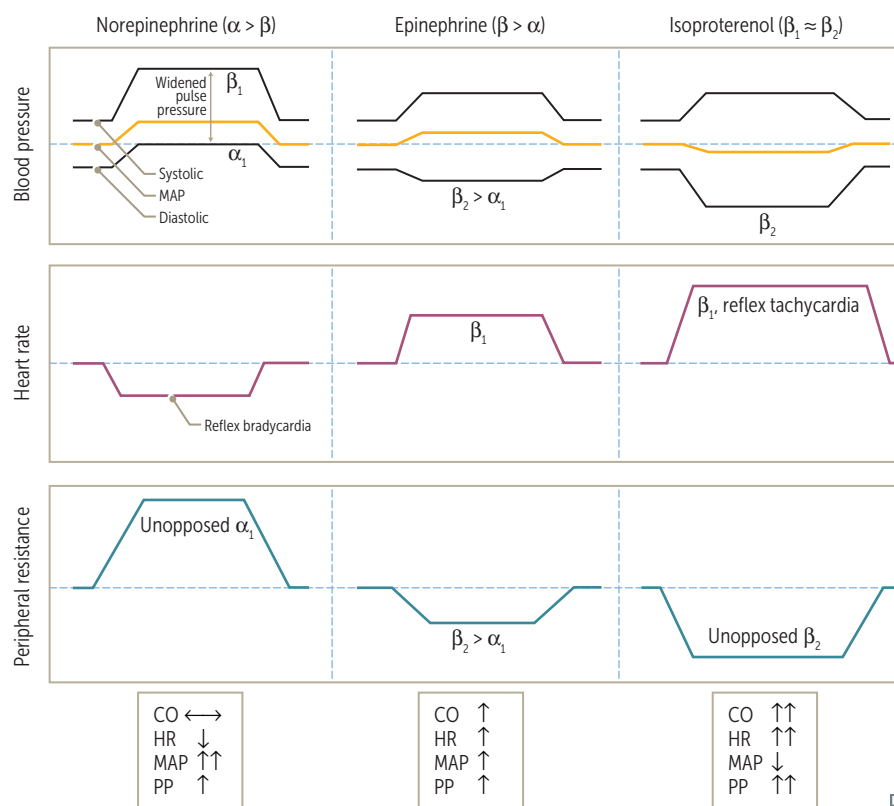 Norepinephrine (α > β)
Epinephrine (β > α)
Isoproterenol (β₁ ≈ β₂)
Blood pressure
Widened
pulse
pressure
β₁
α₁
Systolic
MAP
Diastolic
β₂ > α₁
β₂
Heart rate
Reflex bradycardia
β₁
β₁, reflex tachycardia
Peripheral resistance
Unopposed α₁
β₂ > α₁
Unopposed β₂
CO ⟷
HR ↓
MAP ↑↑
PP ↑
CO ↑
HR ↑
MAP ↑
PP ↑
CO ↑↑
HR ↑↑
MAP ↓
PP ↑↑